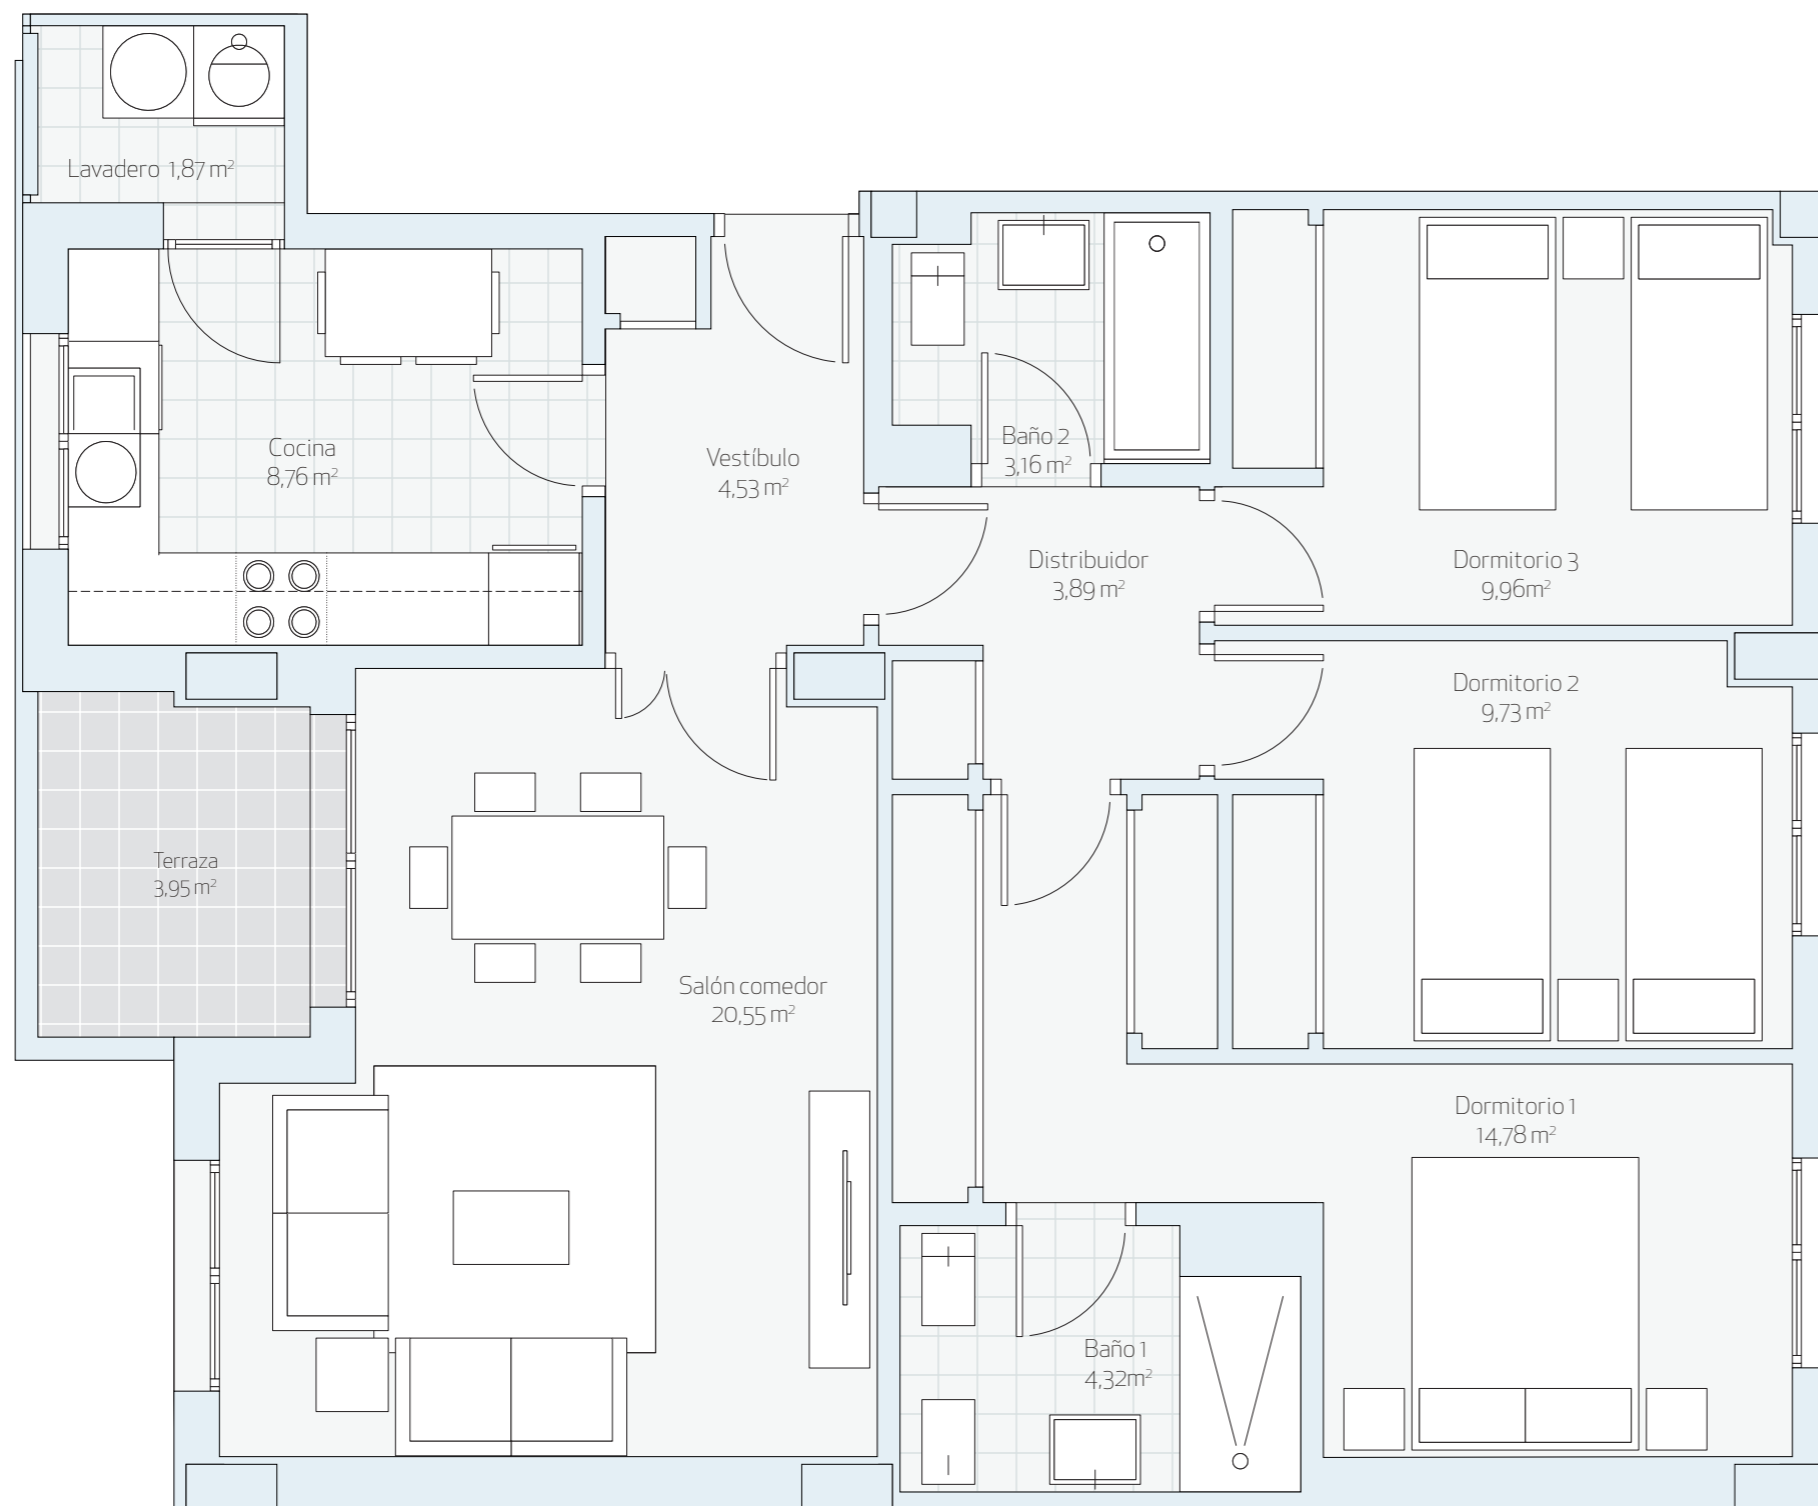 Lavadero 1,87 m²
Cocina
8,76 m²
Vestíbulo
4,53 m²
Baño 2
3,16 m²
Distribuidor
3,89 m²
Dormitorio 3
9,96m²
Dormitorio 2
9,73 m²
Terraza
3,95 m²
Salón comedor
20,55 m²
Dormitorio 1
14,78 m²
Baño 1
4,32m²